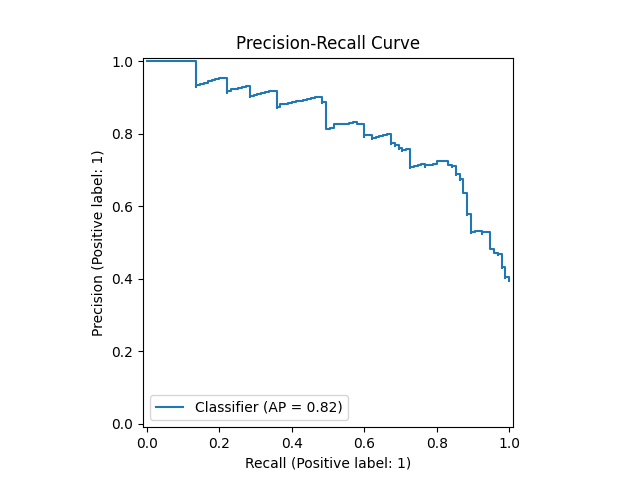 Precision-Recall Curve
1.0
0.8
0.6
0.4
0.2
0.0
Precision (Positive label: 1)
Classifier (AP = 0.82)
0.0 0.2 0.4 0.6 0.8 1.0
Recall (Positive label: 1)